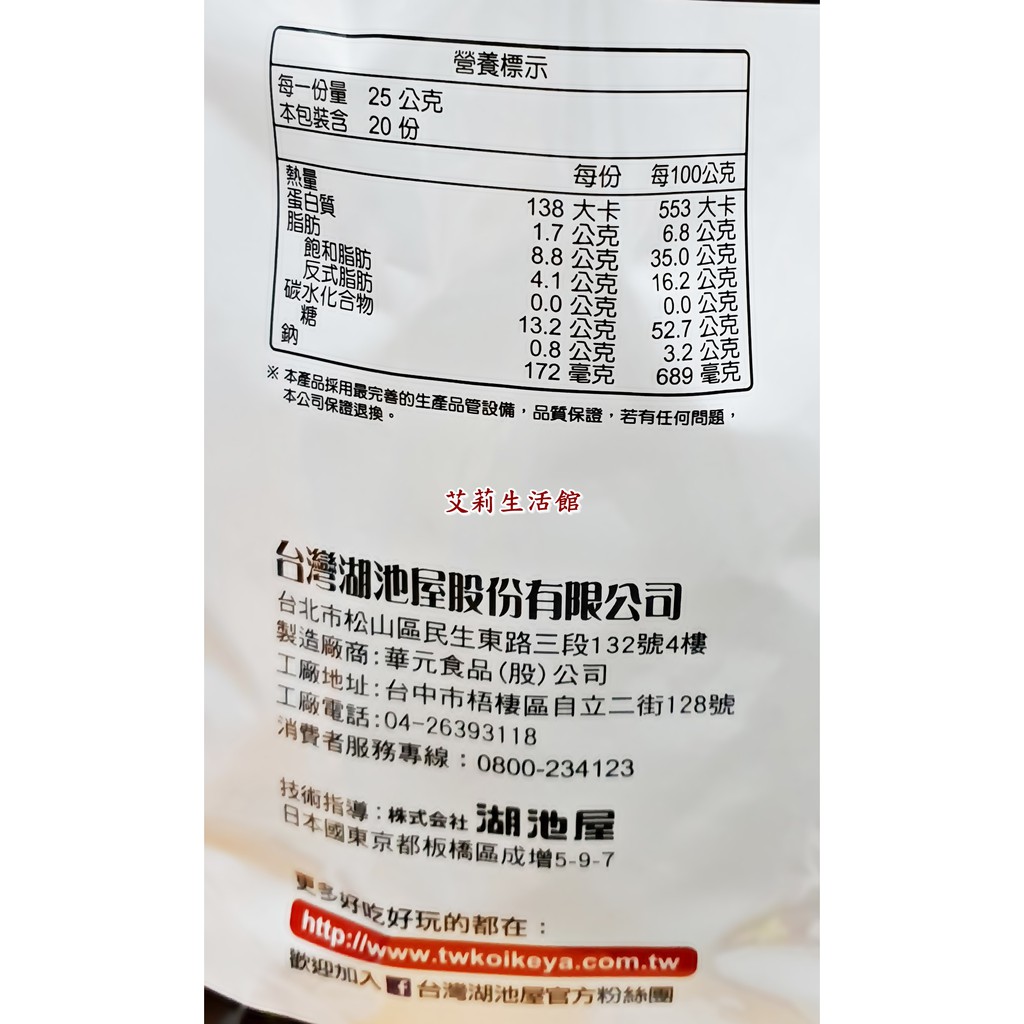 營養標示
每一份量 25 公克
本包裝含 20 份
每份 每100公克
熱量 138 大卡 553 大卡
蛋白質 1.7 公克 6.8 公克
脂肪 8.8 公克 35.0 公克
飽和脂肪 4.1 公克 16.2 公克
反式脂肪 0.0 公克 0.0 公克
碳水化合物 13.2 公克 52.7 公克
糖 0.8 公克 3.2 公克
鈉 172 毫克 689 毫克
※ 本產品採用最完善的生產品管設備，品質保證，若有任何問題，
本公司保證退換。
艾莉生活館
台灣湖池屋股份有限公司
台北市松山區民生東路三段132號4樓
製造廠商:華元食品(股)公司
工廠地址:台中市梧棲區自立二街128號
工廠電話:04-26393118
消費者服務專線：0800-234123
技術指導：株式会社 湖池屋
日本國東京都板橋區成增5-9-7
更多好吃好玩的都在：
http://www.twkoikeya.com.tw
歡迎加入 f 台灣湖池屋官方粉絲團